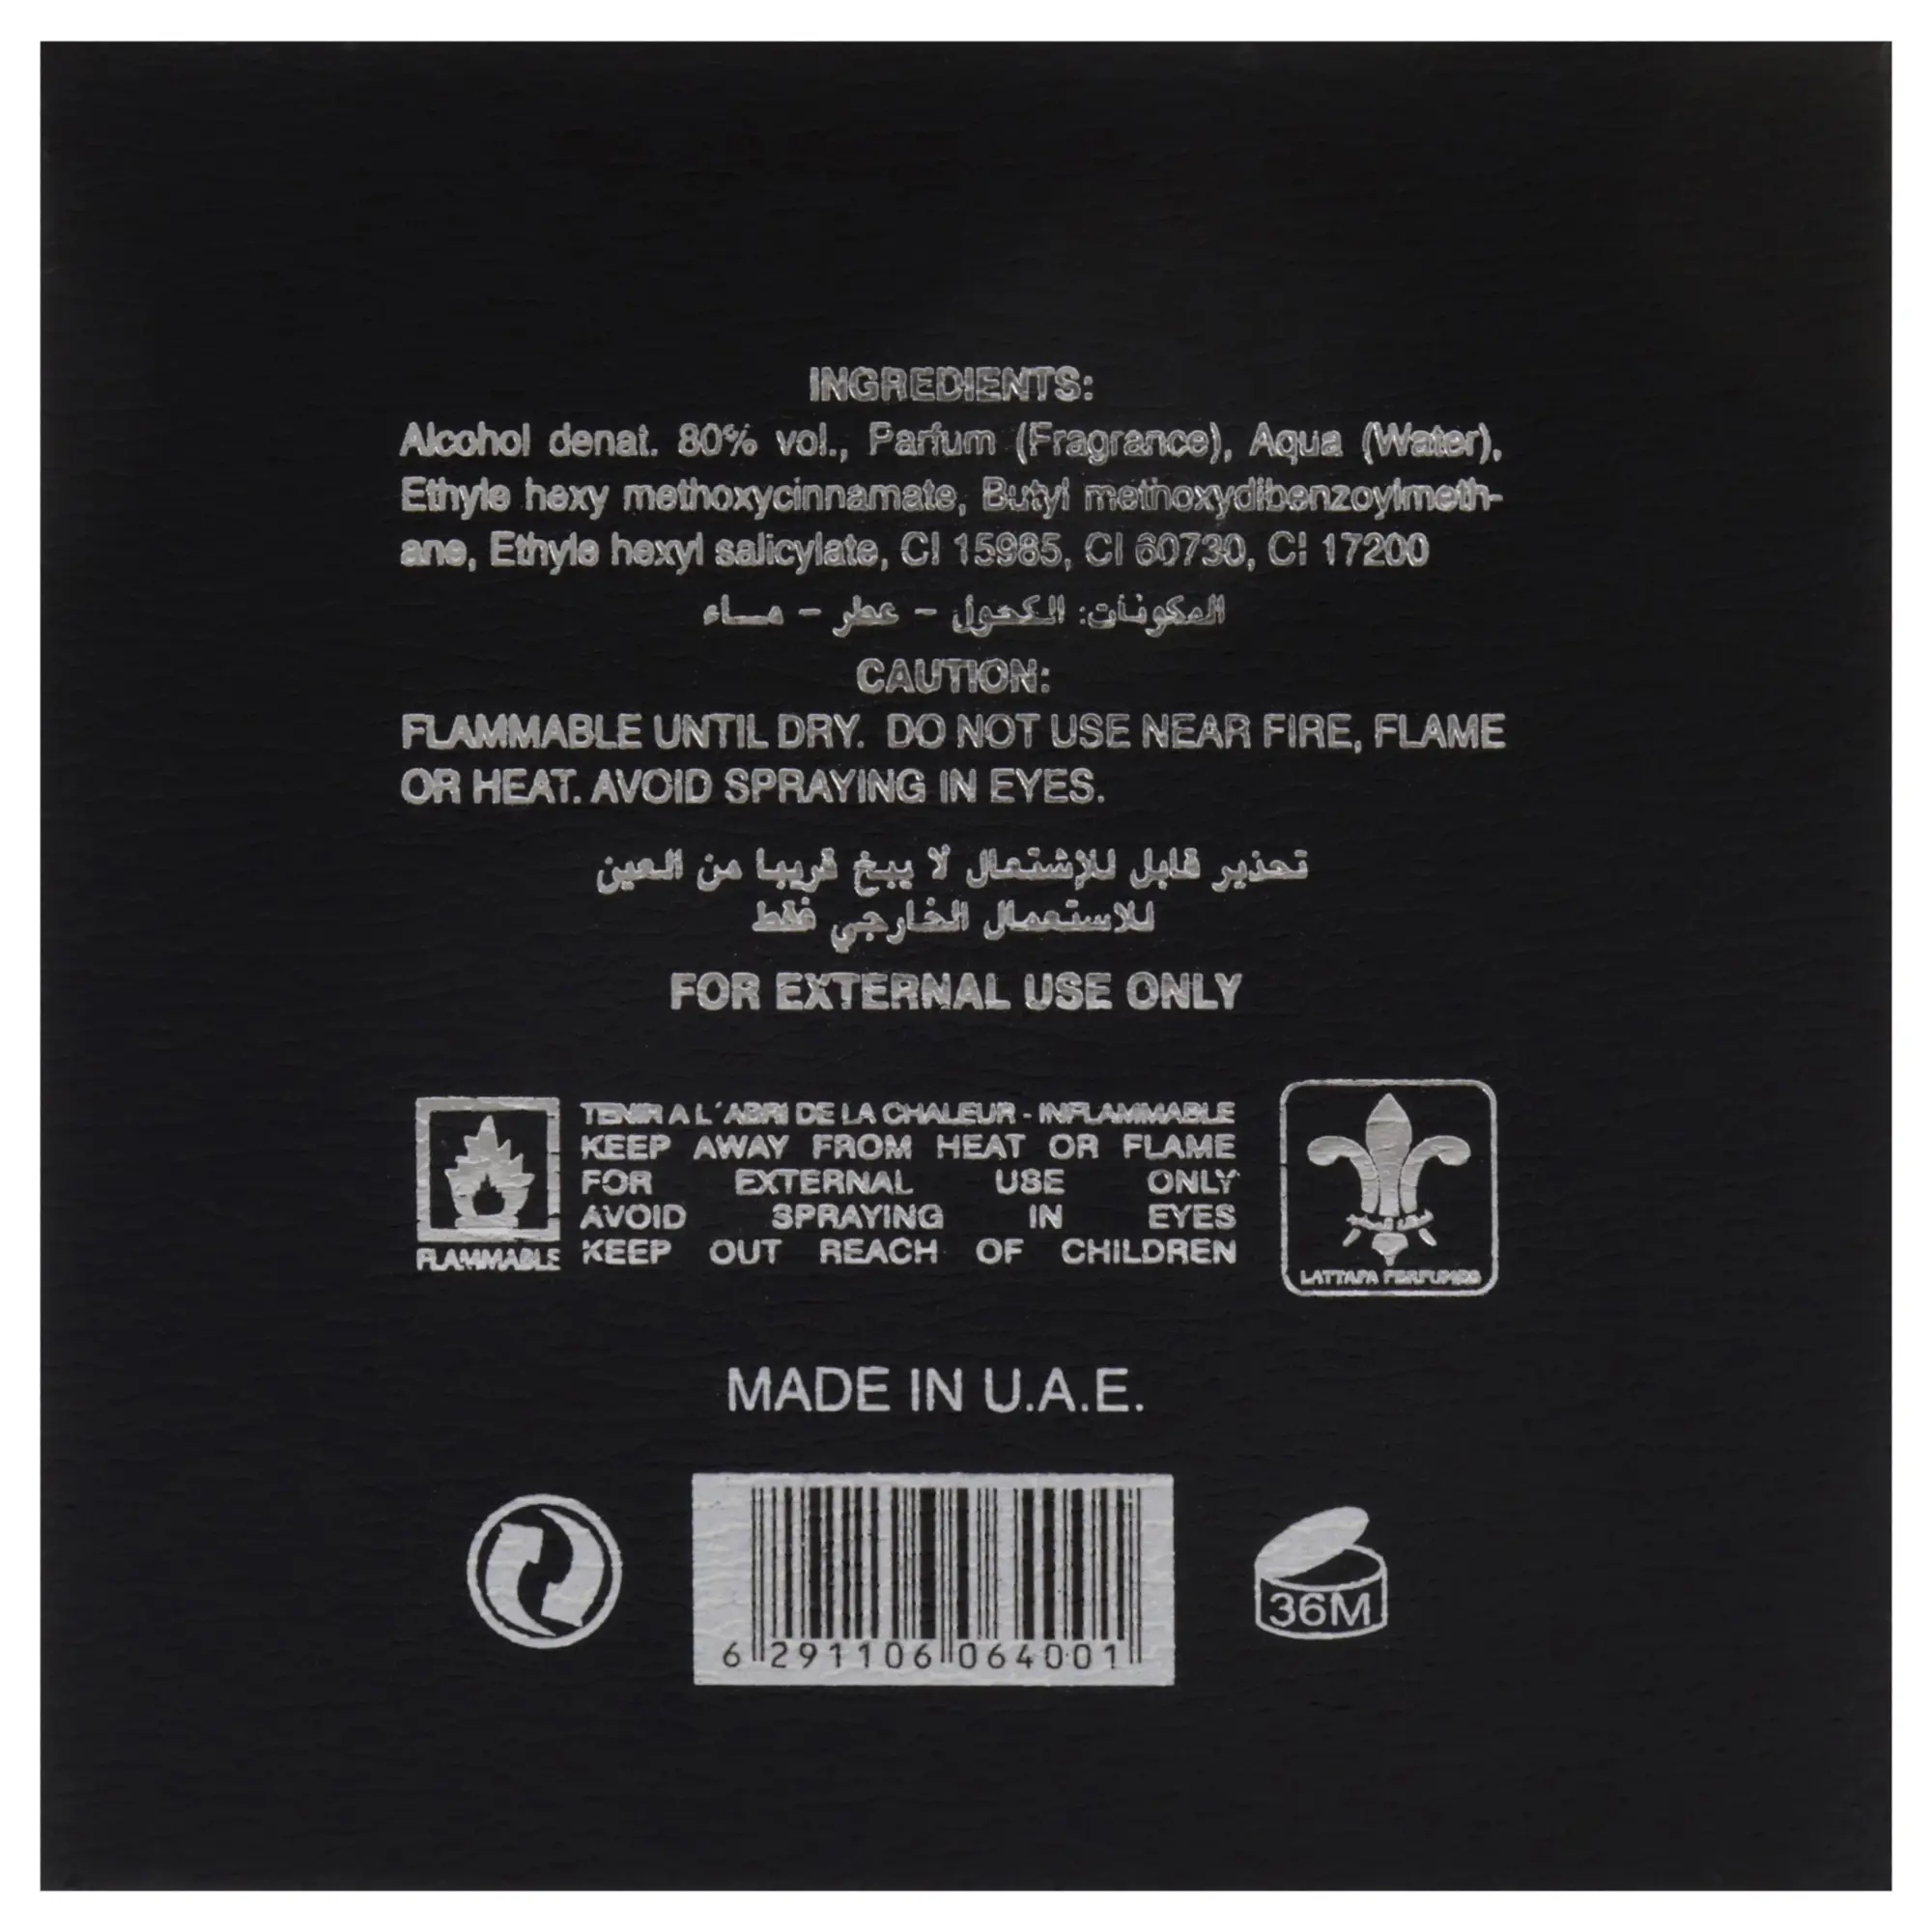 INGREDIENTS:
Alcohol denat. 80% vol., Parfum (Fragrance), Aqua (Water),
Ethyle hexy methoxycinnamate, Butyl methoxydibenzoylmeth-
ane, Ethyle hexyl salicylate, CI 15985, CI 60730, CI 17200
المكونات: الكحول - عطر - ماء
CAUTION:
FLAMMABLE UNTIL DRY. DO NOT USE NEAR FIRE, FLAME
OR HEAT. AVOID SPRAYING IN EYES.
تحذير قابل للإشتعال لا يبخ قريبا من العين
للاستعمال الخارجي فقط
FOR EXTERNAL USE ONLY
TENIR A L'ABRI DE LA CHALEUR - INFLAMMABLE
KEEP AWAY FROM HEAT OR FLAME
FOR EXTERNAL USE ONLY
AVOID SPRAYING IN EYES
KEEP OUT REACH OF CHILDREN
FLAMMABLE
LATTAFA PERFUMES
MADE IN U.A.E.
6 291106 064001
36M